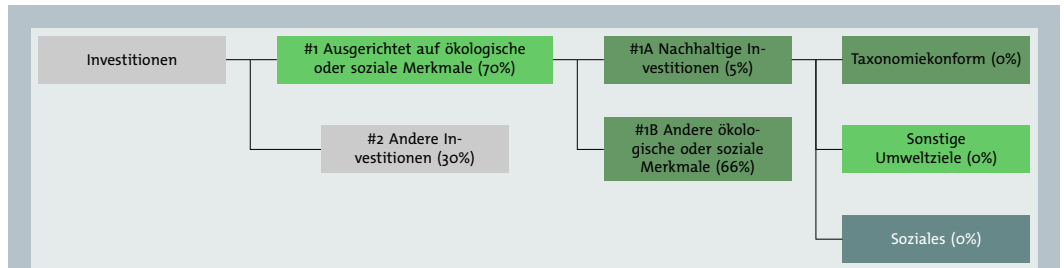 Investitionen
#1 Ausgerichtet auf ökologische
oder soziale Merkmale (70%)
#1A Nachhaltige In-
vestitionen (5%)
Taxonomiekonform (0%)
#2 Andere In-
vestitionen (30%)
#1B Andere ökolo-
gische oder soziale
Merkmale (66%)
Sonstige
Umweltziele (0%)
Soziales (0%)